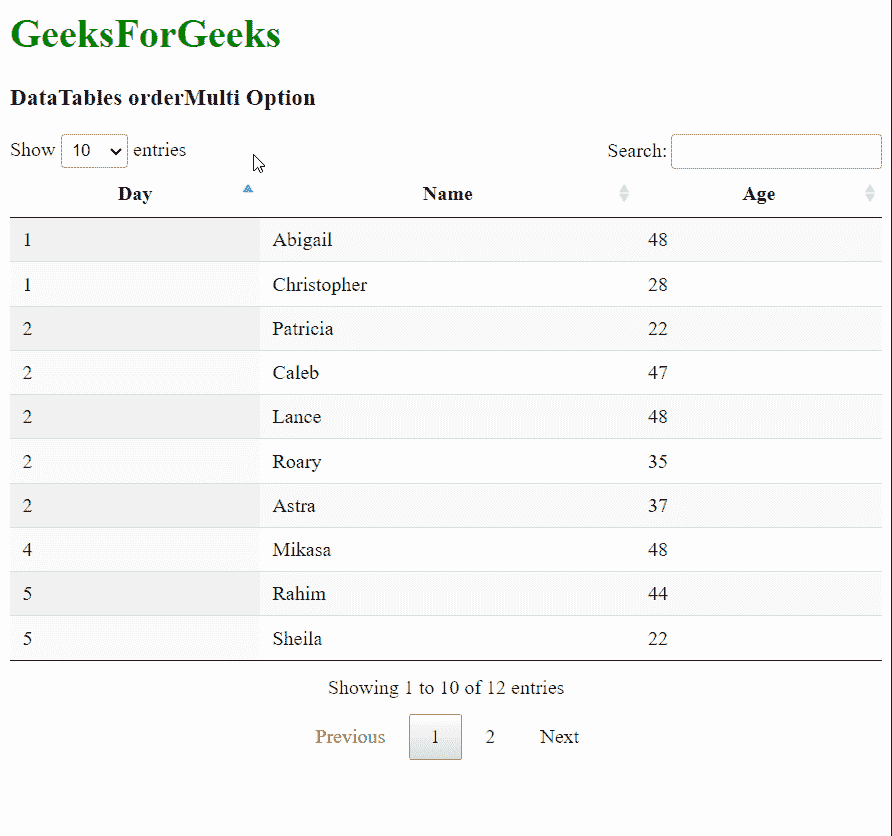 GeeksForGeeks
DataTables orderMulti Option
Show 10 entries Search:
Day Name Age
1 Abigail 48
1 Christopher 28
2 Patricia 22
2 Caleb 47
2 Lance 48
2 Roary 35
2 Astra 37
4 Mikasa 48
5 Rahim 44
5 Sheila 22
Showing 1 to 10 of 12 entries
Previous 1 2 Next